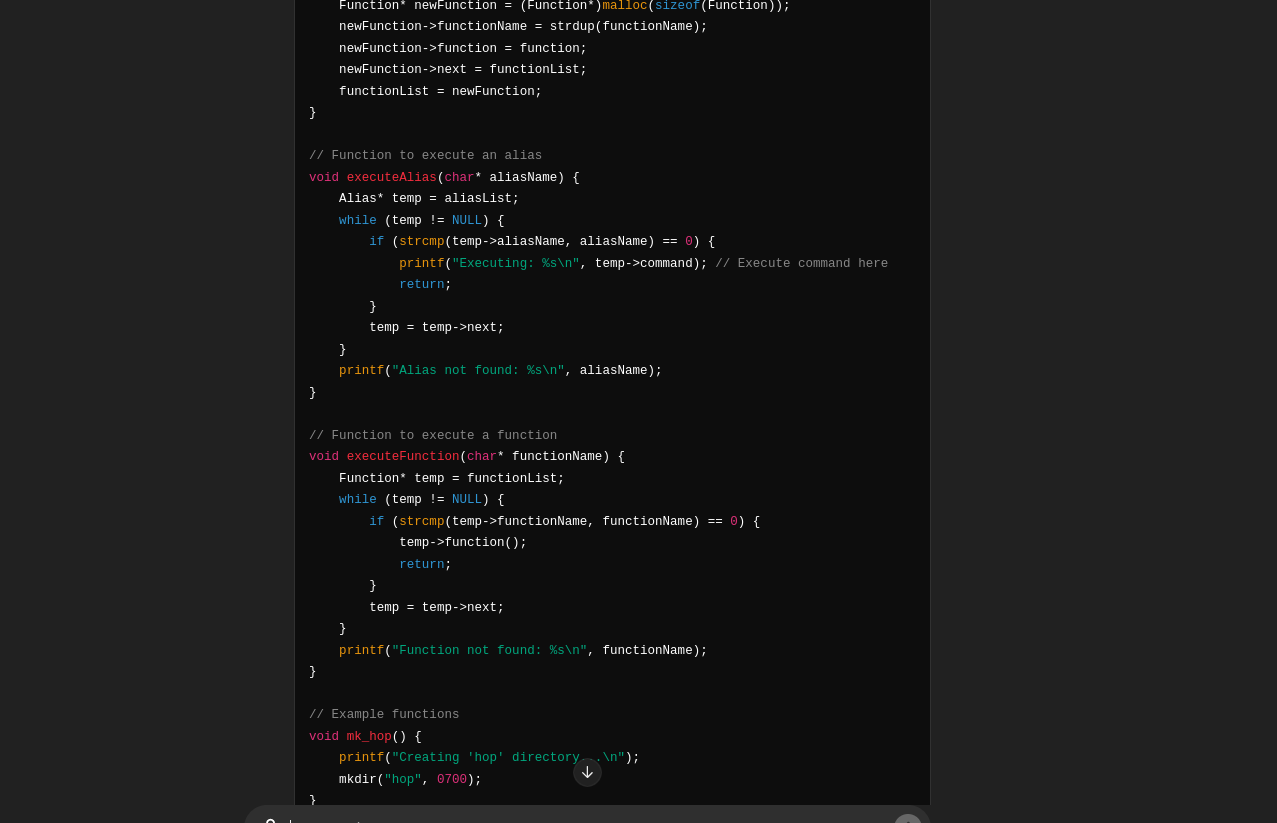 Function* newFunction = (Function*)malloc(sizeof(Function));
    newFunction->functionName = strdup(functionName);
    newFunction->function = function;
    newFunction->next = functionList;
    functionList = newFunction;
}

// Function to execute an alias
void executeAlias(char* aliasName) {
    Alias* temp = aliasList;
    while (temp != NULL) {
        if (strcmp(temp->aliasName, aliasName) == 0) {
            printf("Executing: %s\n", temp->command); // Execute command here
            return;
        }
        temp = temp->next;
    }
    printf("Alias not found: %s\n", aliasName);
}

// Function to execute a function
void executeFunction(char* functionName) {
    Function* temp = functionList;
    while (temp != NULL) {
        if (strcmp(temp->functionName, functionName) == 0) {
            temp->function();
            return;
        }
        temp = temp->next;
    }
    printf("Function not found: %s\n", functionName);
}

// Example functions
void mk_hop() {
    printf("Creating 'hop' directory...\n");
    mkdir("hop", 0700);
}